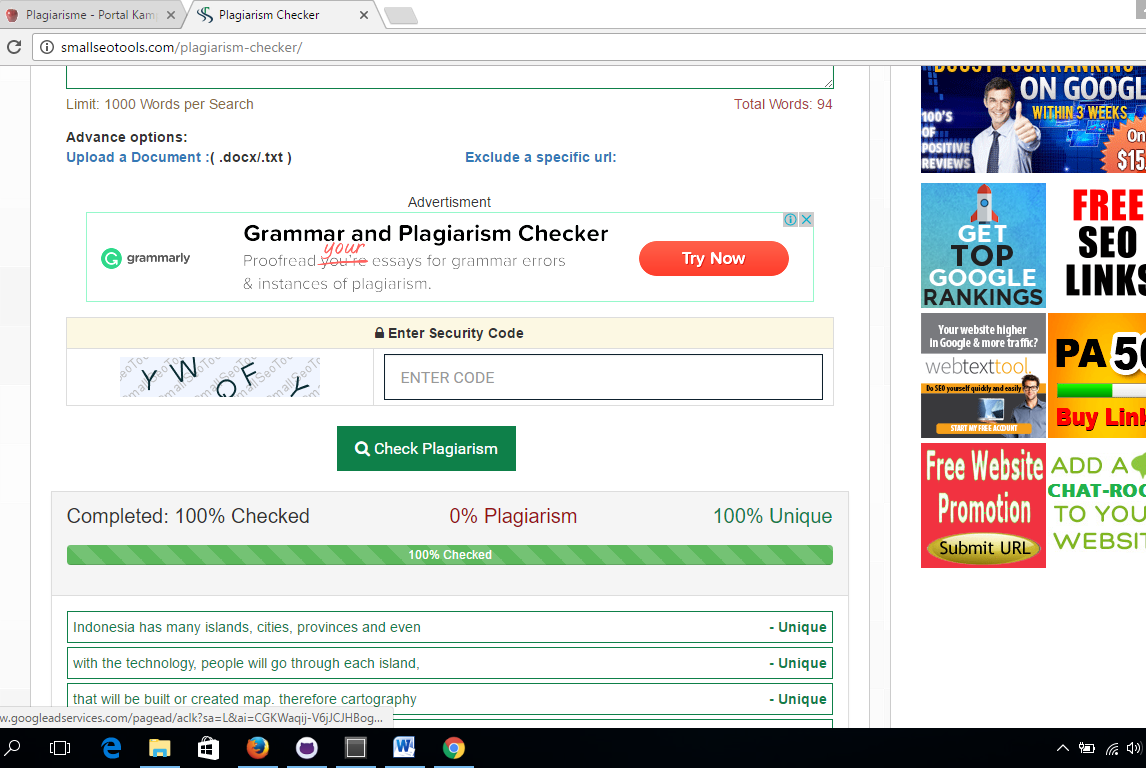 Plagiarisme - Portal Kam
Plagiarism Checker
smallseotools.com/plagiarism-checker/
Limit: 1000 Words per Search
Total Words: 94
Advance options:
Upload a Document :( .docx/.txt )
Exclude a specific url:
Advertisment
grammarly
Grammar and Plagiarism Checker
your
Proofread you're essays for grammar errors
& instances of plagiarism.
Try Now
Enter Security Code
ENTER CODE
Check Plagiarism
Completed: 100% Checked
0% Plagiarism
100% Unique
100% Checked
Indonesia has many islands, cities, provinces and even
- Unique
with the technology, people will go through each island,
- Unique
that will be built or created map. therefore cartography
- Unique
w.googleadservices.com/pagead/aclk?sa=L&ai=CGKWaqij-V6jJCJHBog...
BOOST YOUR RANKING
ON GOOGL
WITHIN 3 WEEKS
100'S
OF
POSITIVE
REVIEWS
On
$15
GET
TOP
GOOGLE
RANKINGS
FREE
SEO
LINKS
Your website higher
in Google & more traffic?
webtexttool.
Do SEO yourself quickly and easily
START MY FREE ACCOUNT
PA 50
Buy Link
Free Website
Promotion
Submit URL
ADD A
CHAT-ROO
TO YOU
WEBSIT